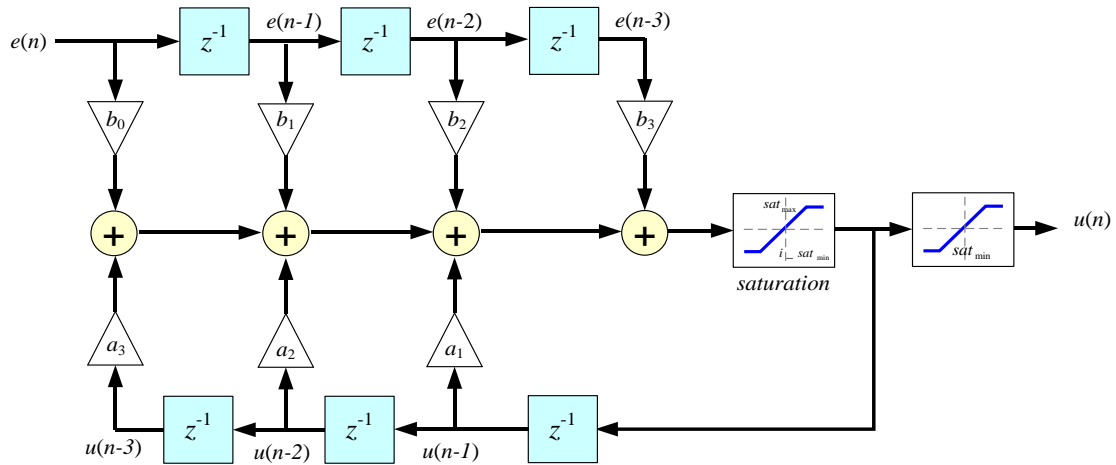 e(n) z⁻¹ e(n-1) z⁻¹ e(n-2) z⁻¹ e(n-3)
b₀ b₁ b₂ b₃
+ + + +
sat max
i_ sat min
saturation
sat min
u(n)
a₃ a₂ a₁
u(n-3) z⁻¹ u(n-2) z⁻¹ u(n-1) z⁻¹